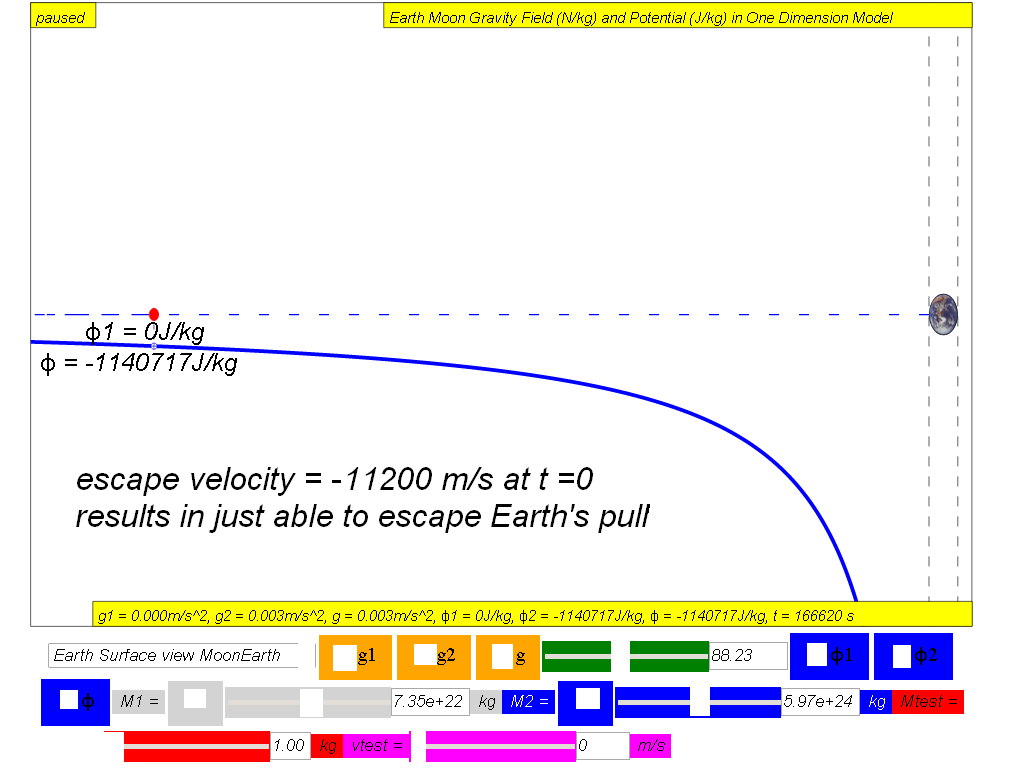 paused
Earth Moon Gravity Field (N/kg) and Potential (J/kg) in One Dimension Model
ϕ1 = 0J/kg
ϕ = -1140717J/kg
escape velocity = -11200 m/s at t =0
results in just able to escape Earth's pull
g1 = 0.000m/s^2, g2 = 0.003m/s^2, g = 0.003m/s^2, ϕ1 = 0J/kg, ϕ2 = -1140717J/kg, ϕ = -1140717J/kg, t = 166620 s
Earth Surface view MoonEarth g1 g2 g 88.23 ϕ1 ϕ2
ϕ M1 = 7.35e+22 kg M2 = 5.97e+24 kg Mtest =
1.00 kg vtest = 0 m/s